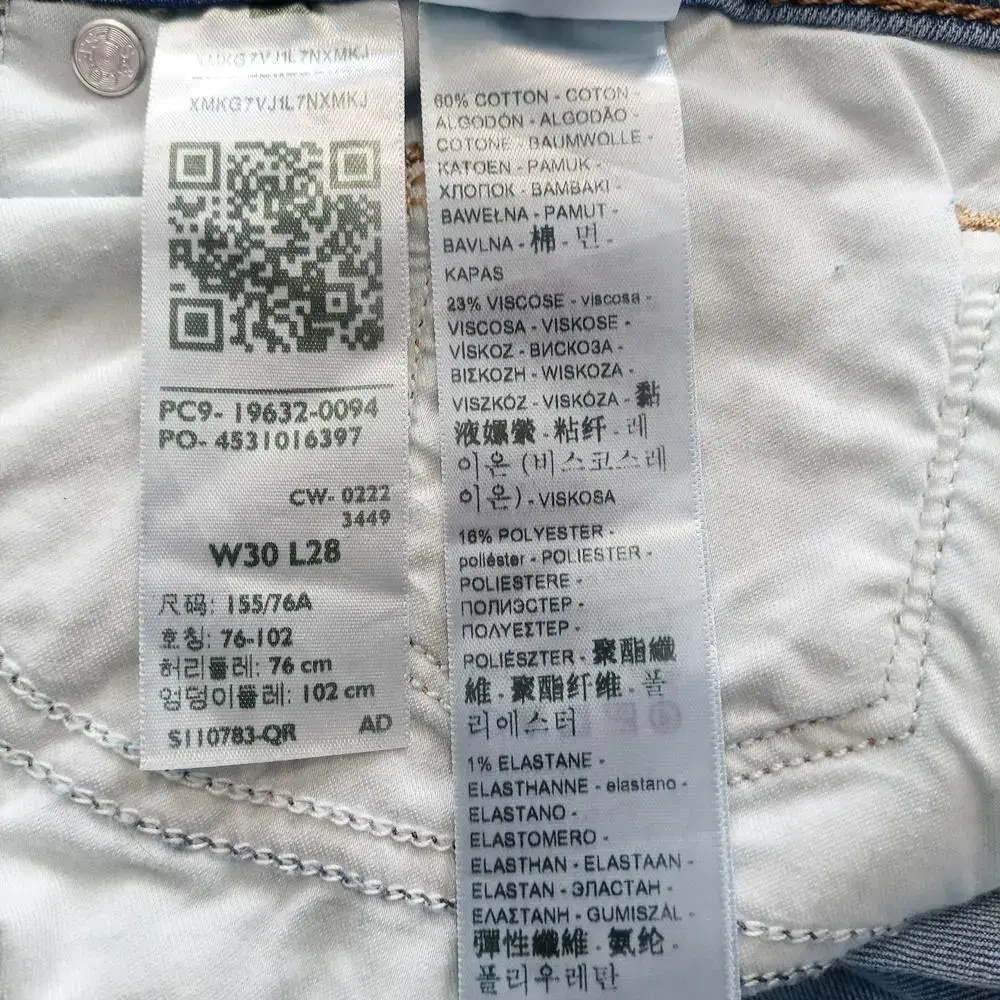 XMKG7VJ1L7NXMKJ
XMKG7VJ1L7NXMKJ
PC9- 19632-0094
PO- 4531016397
CW- 0222
3449
W30 L28
尺码: 155/76A
호칭: 76-102
허리둘레: 76 cm
엉덩이둘레: 102 cm
S110783-QR AD
60% COTTON - COTON -
ALGODÓN - ALGODÃO -
COTONE - BAUMWOLLE -
KATOEN - PAMUK -
ХЛОПОК - BAMBAKI -
BAWEŁNA - PAMUT -
BAVLNA - 棉 - 면 -
KAPAS
23% VISCOSE - viscosa -
VISCOSA - VISKOSE -
VİSKOZ - ВИСКОЗА -
ΒΙΣΚΟΖΗ - WISKOZA -
VISZKÓZ - VISKÓZA - 黏
液嫘縈 - 粘纤 - 레
이온 (비스코스레
이온) - VISKOSA
16% POLYESTER -
poliéster - POLIESTER -
POLIESTERE -
ПОЛИЭСТЕР -
ΠΟΛΥΕΣΤΕΡ -
POLIÉSZTER - 聚酯纖
維 - 聚酯纤维 - 폴
리에스터
1% ELASTANE -
ELASTHANNE - elastano -
ELASTANO -
ELASTOMERO -
ELASTHAN - ELASTAAN -
ELASTAN - ЭЛАСТАН -
ΕΛΑΣΤΑΝΗ - GUMISZÁL -
彈性纖維 - 氨纶 -
폴리우레탄